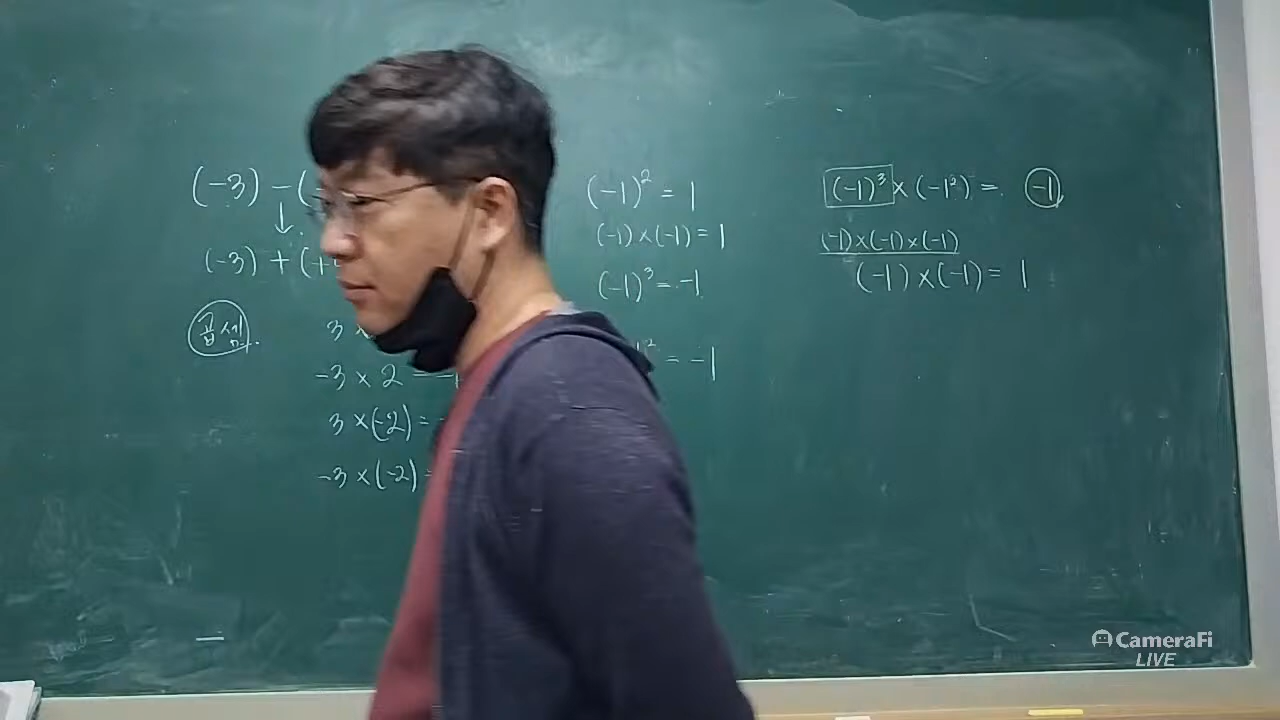 (-3) - (
↓
(-3) + (+
곱셈
3 ×
-3 × 2 = -
3 × (-2) = -
-3 × (-2) =
(-1)² = 1
(-1) × (-1) = 1
(-1)³ = -1
² = -1
(-1)³ × (-1²) = -1
(-1)×(-1)×(-1)
(-1) × (-1) = 1
CameraFi
LIVE